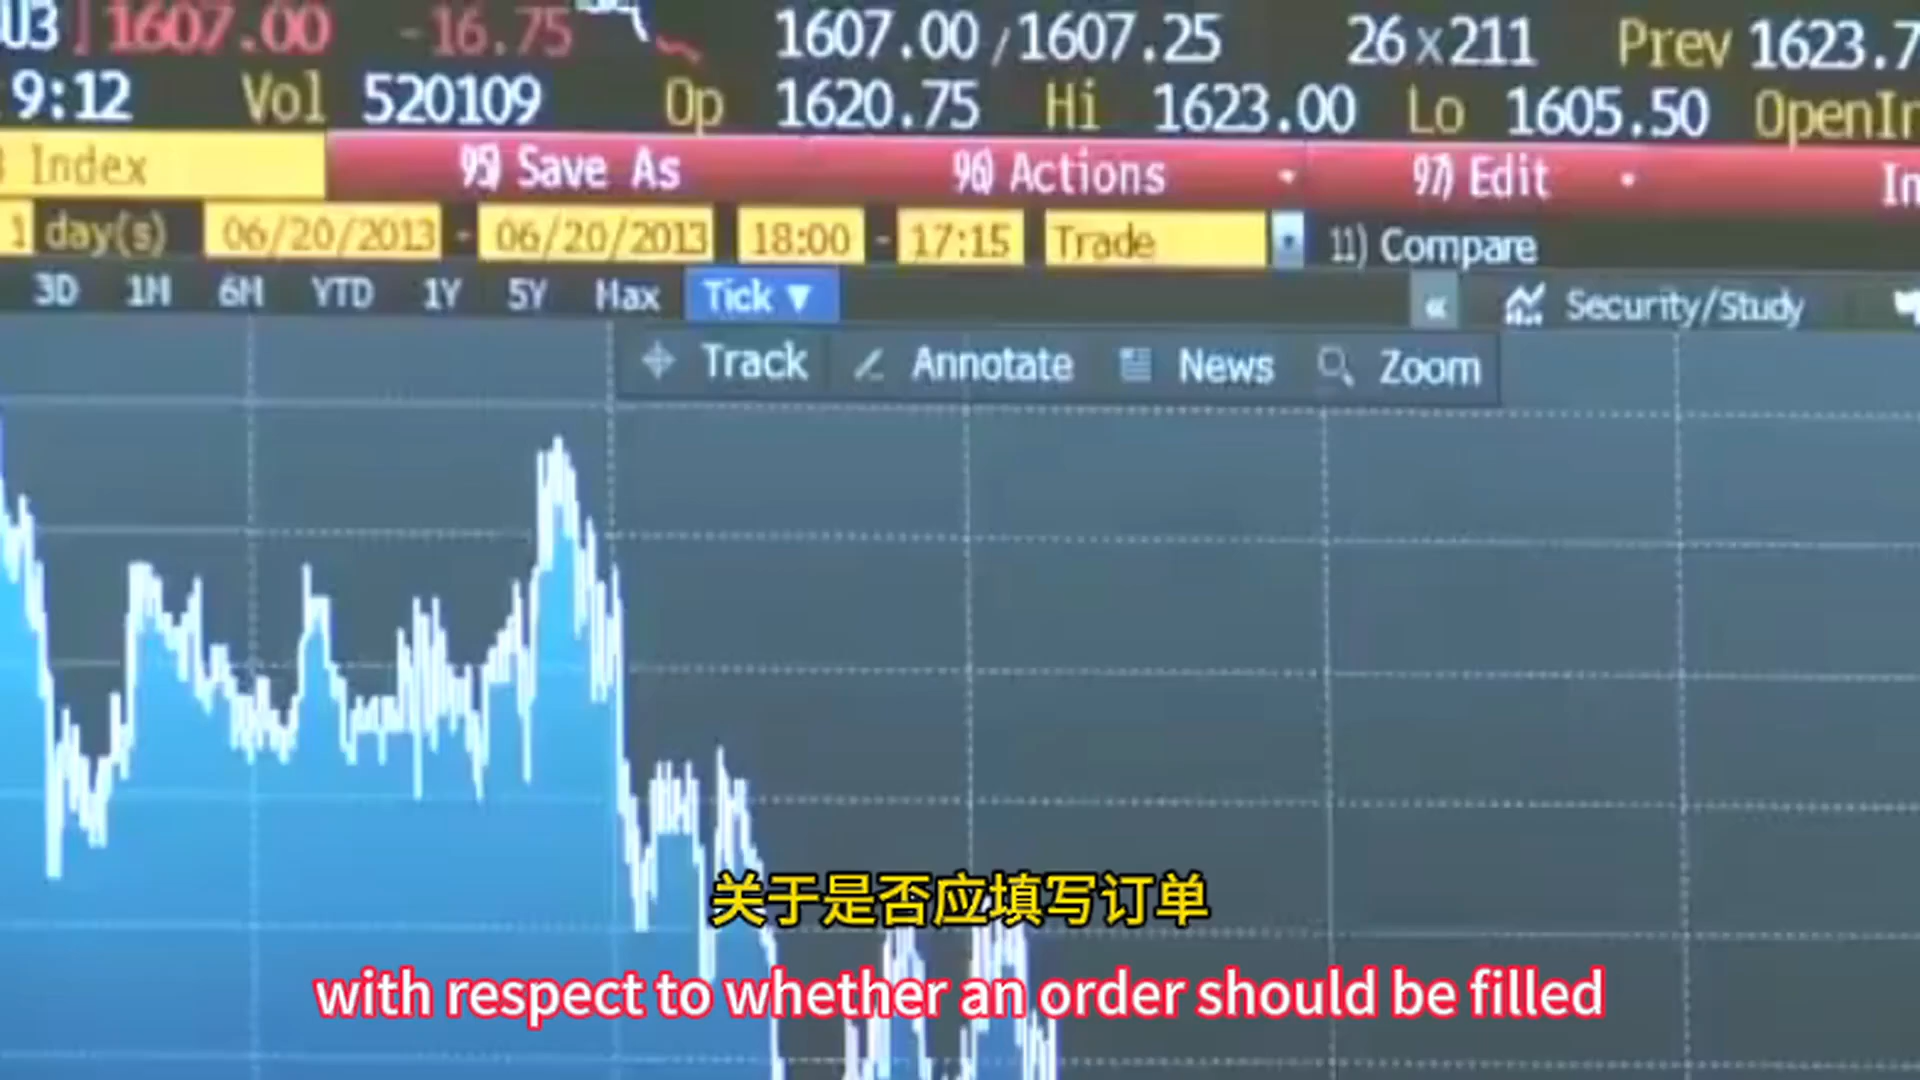 U3 1607.00 -16.75 1607.00/1607.25 26x211 Prev 1623.7
9:12 Vol 520109 Op 1620.75 Hi 1623.00 Lo 1605.50 OpenIn
Index 95) Save As 96) Actions 97) Edit In
1 day(s) 06/20/2013 - 06/20/2013 18:00 - 17:15 Trade 11) Compare
3D 1M 6M YTD 1Y 5Y Max Tick ▼ « Security/Study
Track Annotate News Zoom
关于是否应填写订单
with respect to whether an order should be filled